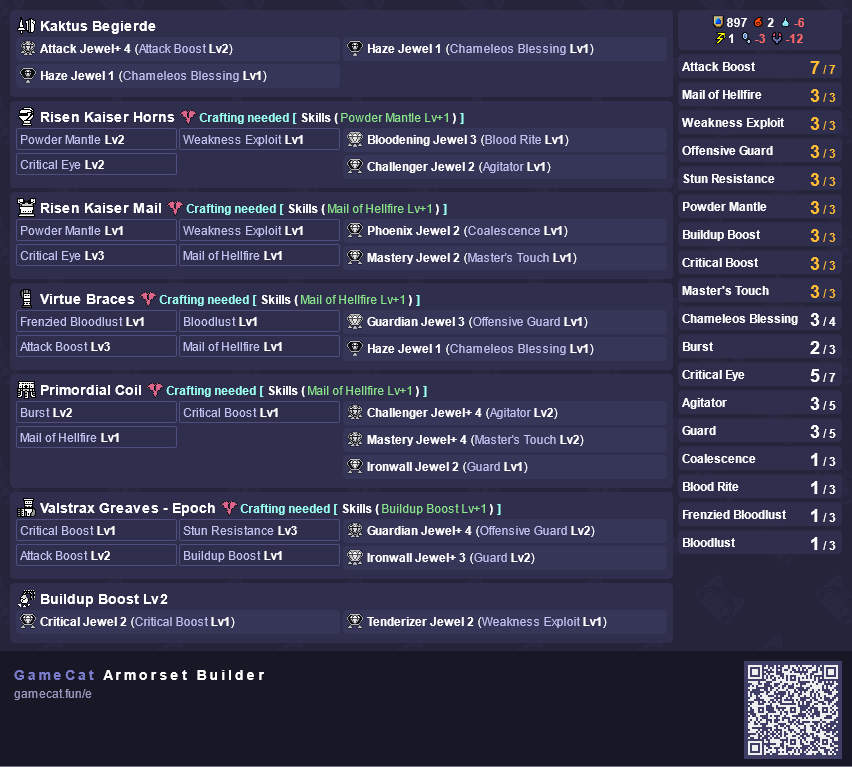 Kaktus Begierde
Attack Jewel+ 4 (Attack Boost Lv2)
Haze Jewel 1 (Chameleos Blessing Lv1)
Haze Jewel 1 (Chameleos Blessing Lv1)
Risen Kaiser Horns Crafting needed [ Skills ( Powder Mantle Lv+1 ) ]
Powder Mantle Lv2
Weakness Exploit Lv1
Bloodening Jewel 3 (Blood Rite Lv1)
Critical Eye Lv2
Challenger Jewel 2 (Agitator Lv1)
Risen Kaiser Mail Crafting needed [ Skills ( Mail of Hellfire Lv+1 ) ]
Powder Mantle Lv1
Weakness Exploit Lv1
Phoenix Jewel 2 (Coalescence Lv1)
Critical Eye Lv3
Mail of Hellfire Lv1
Mastery Jewel 2 (Master's Touch Lv1)
Virtue Braces Crafting needed [ Skills ( Mail of Hellfire Lv+1 ) ]
Frenzied Bloodlust Lv1
Bloodlust Lv1
Guardian Jewel 3 (Offensive Guard Lv1)
Attack Boost Lv3
Mail of Hellfire Lv1
Haze Jewel 1 (Chameleos Blessing Lv1)
Primordial Coil Crafting needed [ Skills ( Mail of Hellfire Lv+1 ) ]
Burst Lv2
Critical Boost Lv1
Challenger Jewel+ 4 (Agitator Lv2)
Mail of Hellfire Lv1
Mastery Jewel+ 4 (Master's Touch Lv2)
Ironwall Jewel 2 (Guard Lv1)
Valstrax Greaves - Epoch Crafting needed [ Skills ( Buildup Boost Lv+1 ) ]
Critical Boost Lv1
Stun Resistance Lv3
Guardian Jewel+ 4 (Offensive Guard Lv2)
Attack Boost Lv2
Buildup Boost Lv1
Ironwall Jewel+ 3 (Guard Lv2)
Buildup Boost Lv2
Critical Jewel 2 (Critical Boost Lv1)
Tenderizer Jewel 2 (Weakness Exploit Lv1)
897 2 -6
1 -3 -12
Attack Boost 7 / 7
Mail of Hellfire 3 / 3
Weakness Exploit 3 / 3
Offensive Guard 3 / 3
Stun Resistance 3 / 3
Powder Mantle 3 / 3
Buildup Boost 3 / 3
Critical Boost 3 / 3
Master's Touch 3 / 3
Chameleos Blessing 3 / 4
Burst 2 / 3
Critical Eye 5 / 7
Agitator 3 / 5
Guard 3 / 5
Coalescence 1 / 3
Blood Rite 1 / 3
Frenzied Bloodlust 1 / 3
Bloodlust 1 / 3
GameCat Armorset Builder
gamecat.fun/e